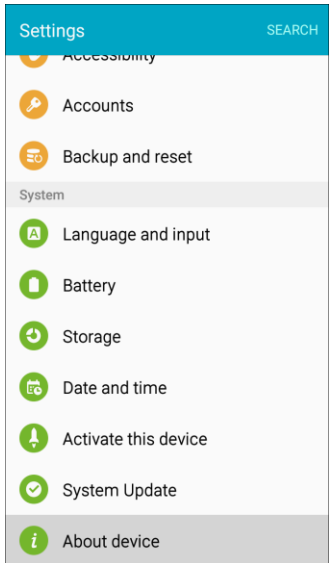 Settings
SEARCH
Accessibility
Accounts
Backup and reset
System
Language and input
Battery
Storage
Date and time
Activate this device
System Update
About device